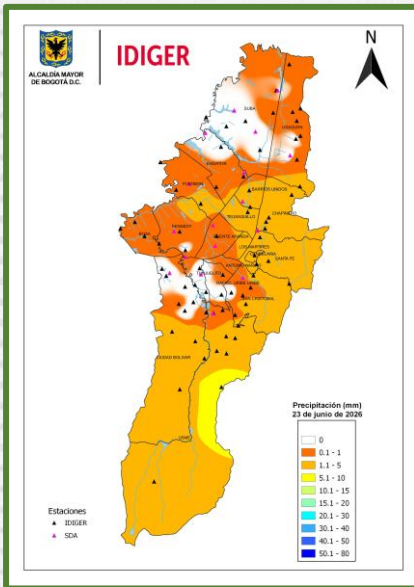 ALCALDÍA MAYOR
DE BOGOTÁ D.C.
IDIGER
N
SUBA
USAQUÉN
ENGATIVÁ
FONTIBÓN
BARRIOS UNIDOS
TEUSAQUILLO
CHAPINERO
KENNEDY
BOSA
PUENTE ARANDA
LOS MÁRTIRES
SANTA FE
TUNJUELITO
RAFAEL URIBE URIBE
SAN CRISTÓBAL
CIUDAD BOLÍVAR
USME
Precipitación (mm)
23 de junio de 2026
0
0.1 - 1
1.1 - 5
5.1 - 10
10.1 - 15
15.1 - 20
20.1 - 30
30.1 - 40
40.1 - 50
50.1 - 80
Estaciones
IDIGER
SDA